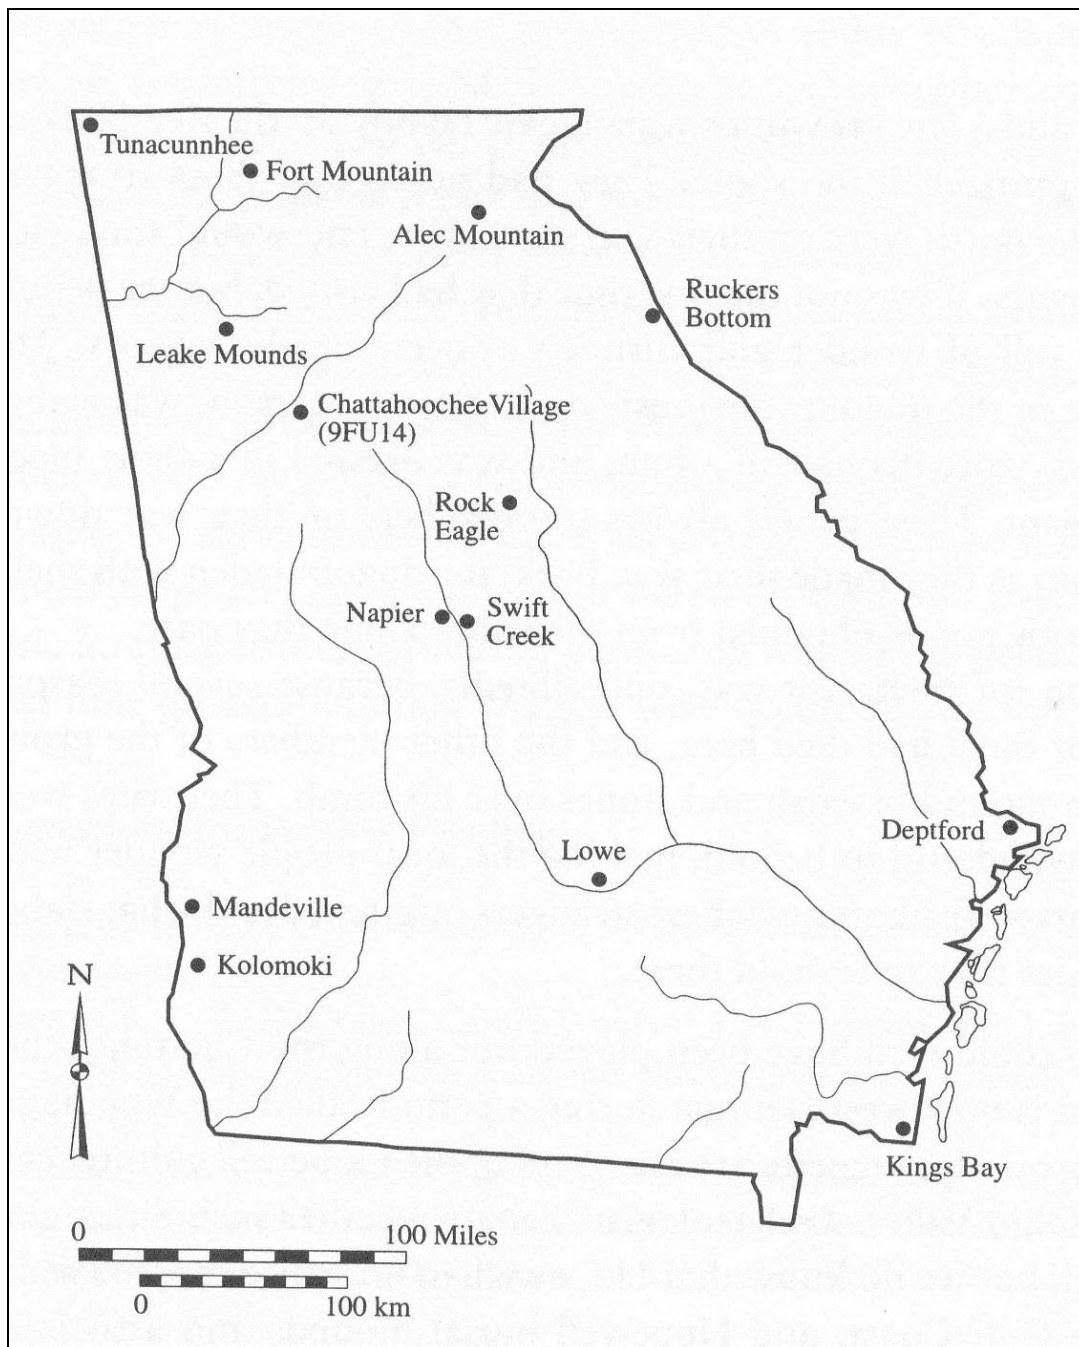 Tunacunnhee
Fort Mountain
Alec Mountain
Ruckers
Bottom
Leake Mounds
Chattahoochee Village
(9FU14)
Rock
Eagle
Napier
Swift
Creek
Deptford
Lowe
Mandeville
Kolomoki
N
Kings Bay
0
100 Miles
0
100 km